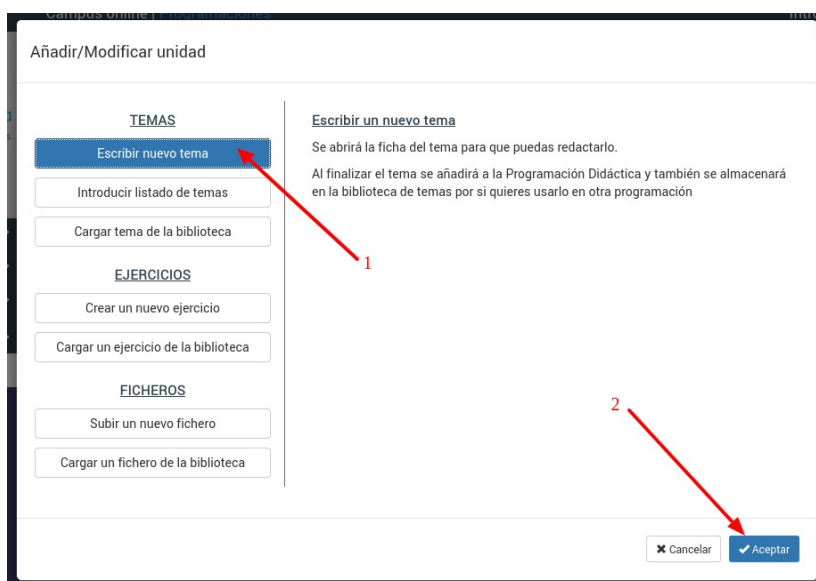 Campus online | Programaciones
Añadir/Modificar unidad
TEMAS
Escribir nuevo tema
Introducir listado de temas
Cargar tema de la biblioteca
EJERCICIOS
Crear un nuevo ejercicio
Cargar un ejercicio de la biblioteca
FICHEROS
Subir un nuevo fichero
Cargar un fichero de la biblioteca
Escribir un nuevo tema
Se abrirá la ficha del tema para que puedas redactarlo.
Al finalizar el tema se añadirá a la Programación Didáctica y también se almacenará
en la biblioteca de temas por si quieres usarlo en otra programación
1
2
Cancelar
Aceptar